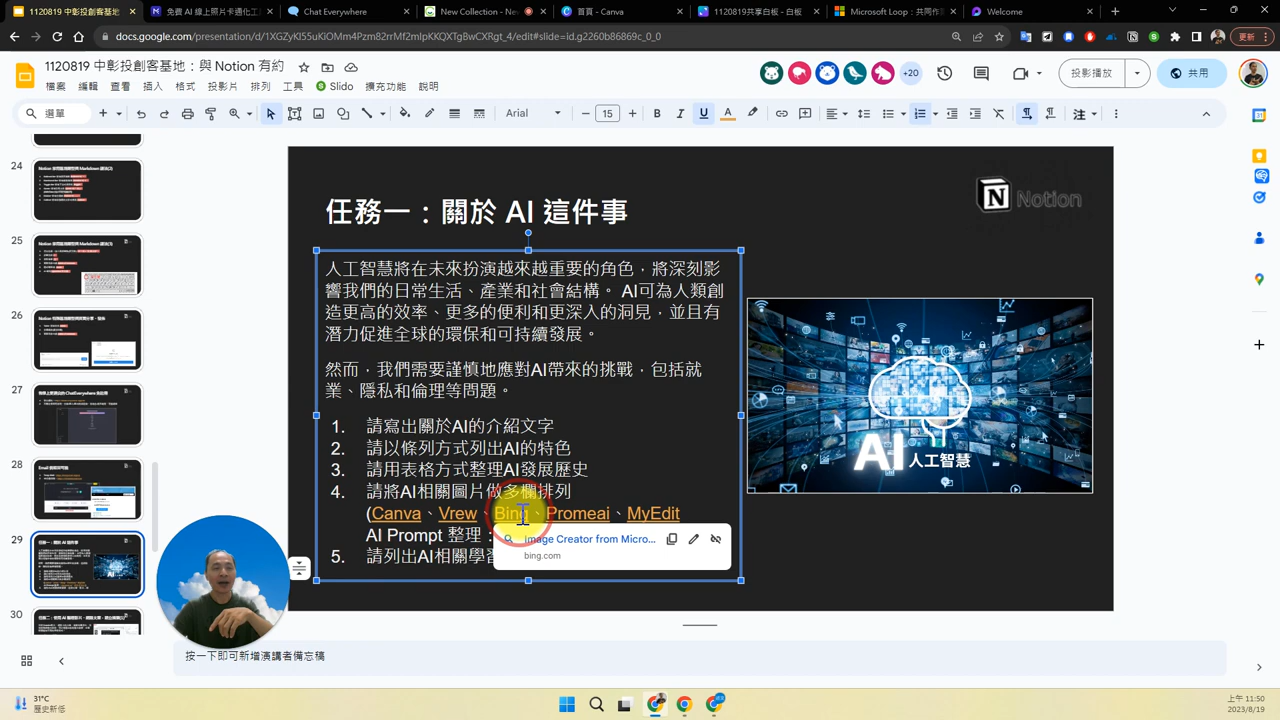 1120819 中彰投創客基地
免費 AI 線上照片卡通化工
Chat Everywhere
New Collection - Ne
首頁 - Canva
1120819共享白板 - 白板
Microsoft Loop：共同作
Welcome
docs.google.com/presentation/d/1XGZyKI55uKiOMm4Pzm82rrMf2mIpKKQXTgBwCXRgt_4/edit#slide=id.g2260b86869c_0_0
更新
1120819 中彰投創客基地：與 Notion 有約
檔案 編輯 查看 插入 格式 投影片 排列 工具 Slido 擴充功能 說明
+20
投影播放
共用
選單
Arial
15
B I U A
注
24
25
26
27
28
29
30
Notion
任務一：關於 AI 這件事
人工智慧將在未來扮演越來越重要的角色，將深刻影
響我們的日常生活、產業和社會結構。 AI可為人類創
造更高的效率、更多的便利和更深入的洞見，並且有
潛力促進全球的環保和可持續發展。
然而，我們需要謹慎地應對AI帶來的挑戰，包括就
業、隱私和倫理等問
1. 請寫出關於AI的介紹文字
2. 請以條列方式列出AI的特色
3. 請用表格方式列出AI發展歷史
4. 請將AI相關圖片以多欄排列
(Canva、Vrew、Bing、Promeai、MyEdit
AI Prompt 整理：
5. 請列出AI相關
Image Creator from Micro...
bing.com
AI 人工智慧
按一下即可新增演講者備忘稿
31°C
歷史新低
上午 11:50
2023/8/19